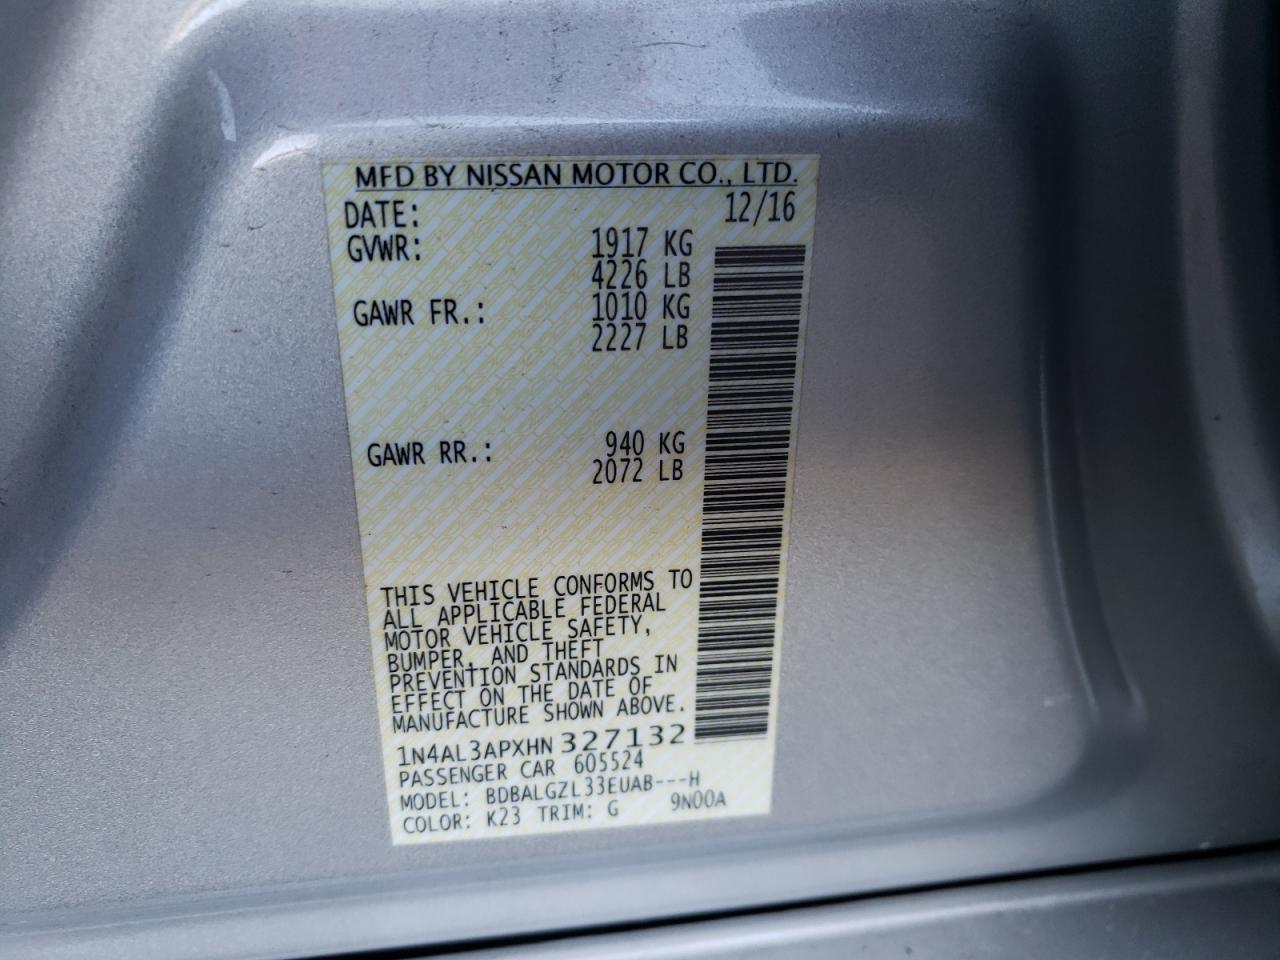 MFD BY NISSAN MOTOR CO., LTD.
DATE: 12/16
GVWR: 1917 KG
4226 LB
GAWR FR.: 1010 KG
2227 LB
GAWR RR.: 940 KG
2072 LB
THIS VEHICLE CONFORMS TO
ALL APPLICABLE FEDERAL
MOTOR VEHICLE SAFETY,
BUMPER, AND THEFT
PREVENTION STANDARDS IN
EFFECT ON THE DATE OF
MANUFACTURE SHOWN ABOVE.
1N4AL3APXHN 327132
PASSENGER CAR 605524
MODEL: BDBALGZL33EUAB---H
COLOR: K23 TRIM: G 9N00A